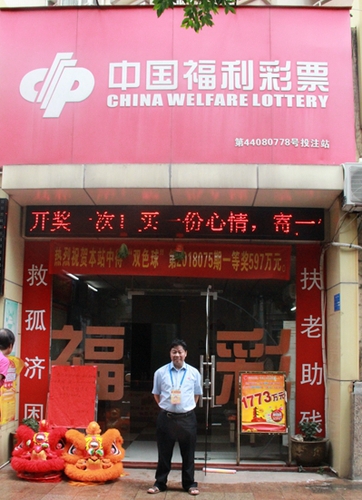 中国福利彩票
CHINA WELFARE LOTTERY
第44080778号投注站
开奖一次！买一份心情，寄一
热烈祝贺本站中得"双色球"第2018075期一等奖597万元
救孤济困
扶老助残
福彩
1773万元